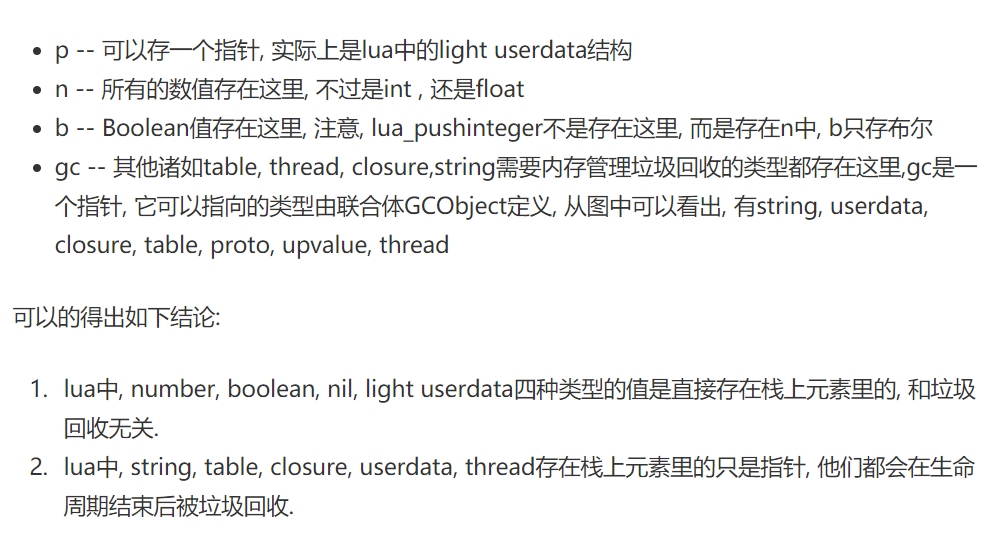 • p -- 可以存一个指针, 实际上是lua中的light userdata结构
• n -- 所有的数值存在这里, 不过是int , 还是float
• b -- Boolean值存在这里, 注意, lua_pushinteger不是存在这里, 而是存在n中, b只存布尔
• gc -- 其他诸如table, thread, closure,string需要内存管理垃圾回收的类型都存在这里,gc是一
个指针, 它可以指向的类型由联合体GCObject定义, 从图中可以看出, 有string, userdata,
closure, table, proto, upvalue, thread
可以的得出如下结论:
1. lua中, number, boolean, nil, light userdata四种类型的值是直接存在栈上元素里的, 和垃圾
回收无关.
2. lua中, string, table, closure, userdata, thread存在栈上元素里的只是指针, 他们都会在生命
周期结束后被垃圾回收.